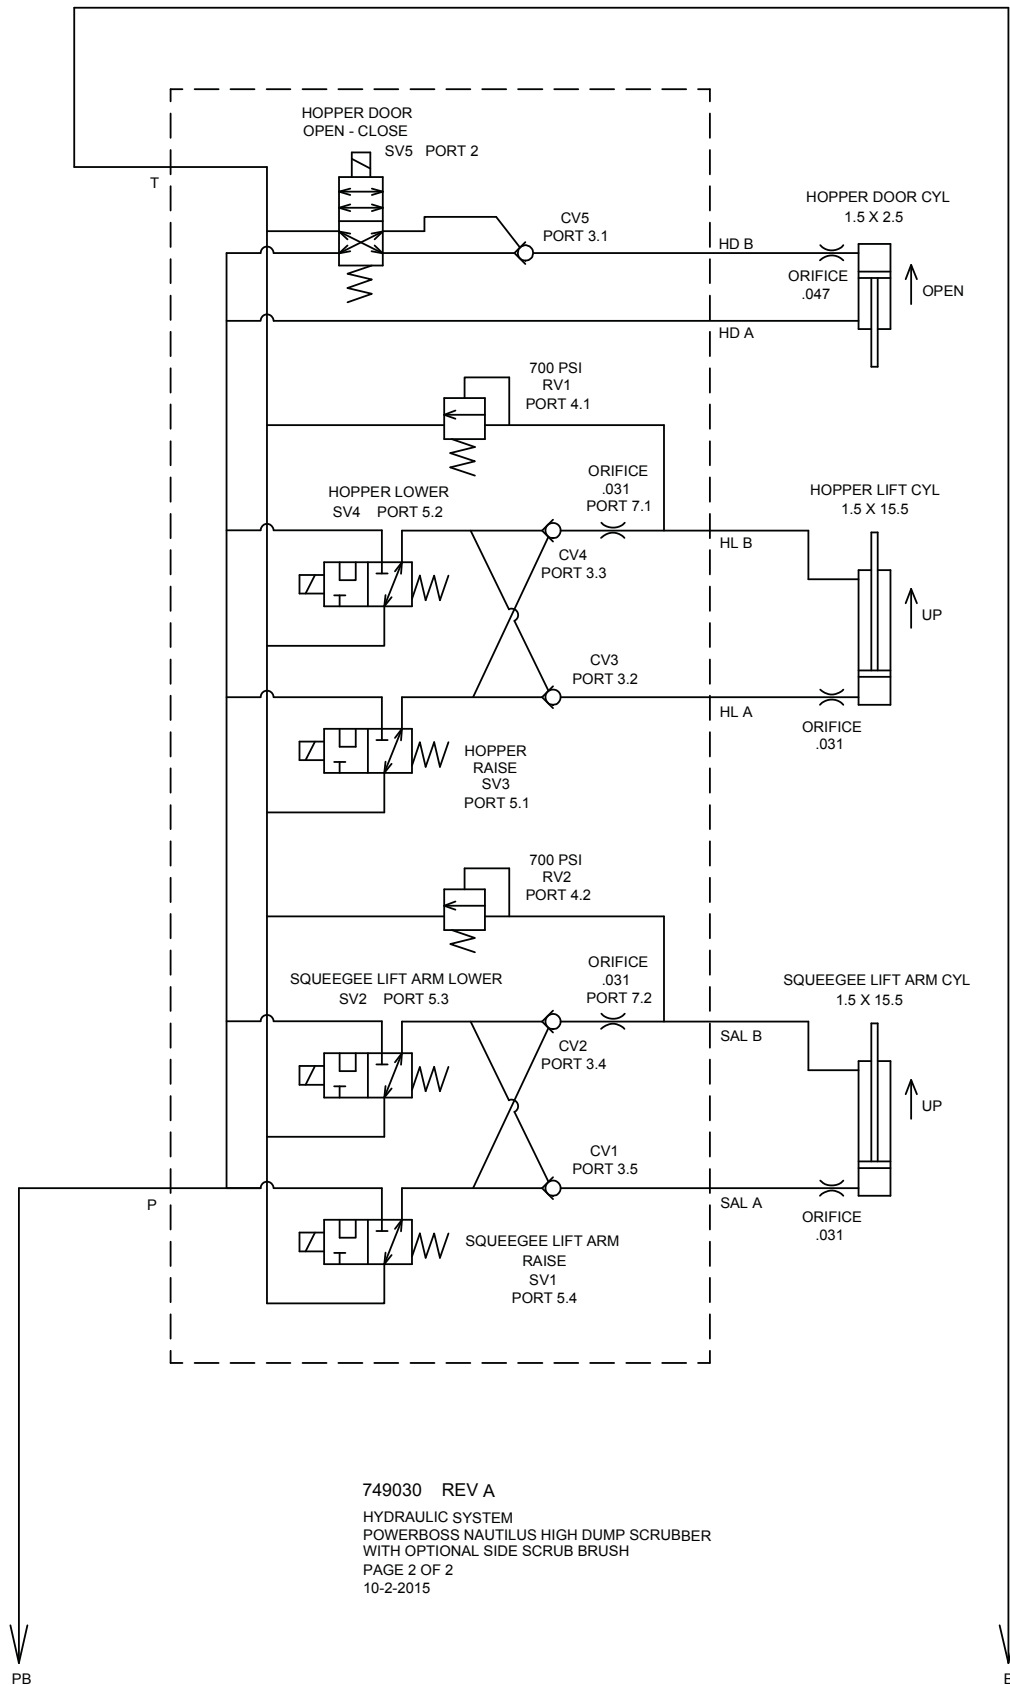 HOPPER DOOR
OPEN - CLOSE
SV5 PORT 2
T
CV5
PORT 3.1
HOPPER DOOR CYL
1.5 X 2.5
HD B
ORIFICE
.047
OPEN
HD A
700 PSI
RV1
PORT 4.1
ORIFICE
.031
PORT 7.1
HOPPER LOWER
SV4 PORT 5.2
HOPPER LIFT CYL
1.5 X 15.5
CV4
PORT 3.3
HL B
UP
CV3
PORT 3.2
HL A
ORIFICE
.031
HOPPER
RAISE
SV3
PORT 5.1
700 PSI
RV2
PORT 4.2
ORIFICE
.031
PORT 7.2
SQUEEGEE LIFT ARM LOWER
SV2 PORT 5.3
SQUEEGEE LIFT ARM CYL
1.5 X 15.5
CV2
PORT 3.4
SAL B
UP
CV1
PORT 3.5
P
SAL A
ORIFICE
.031
SQUEEGEE LIFT ARM
RAISE
SV1
PORT 5.4
749030 REV A
HYDRAULIC SYSTEM
POWERBOSS NAUTILUS HIGH DUMP SCRUBBER
WITH OPTIONAL SIDE SCRUB BRUSH
PAGE 2 OF 2
10-2-2015
PB